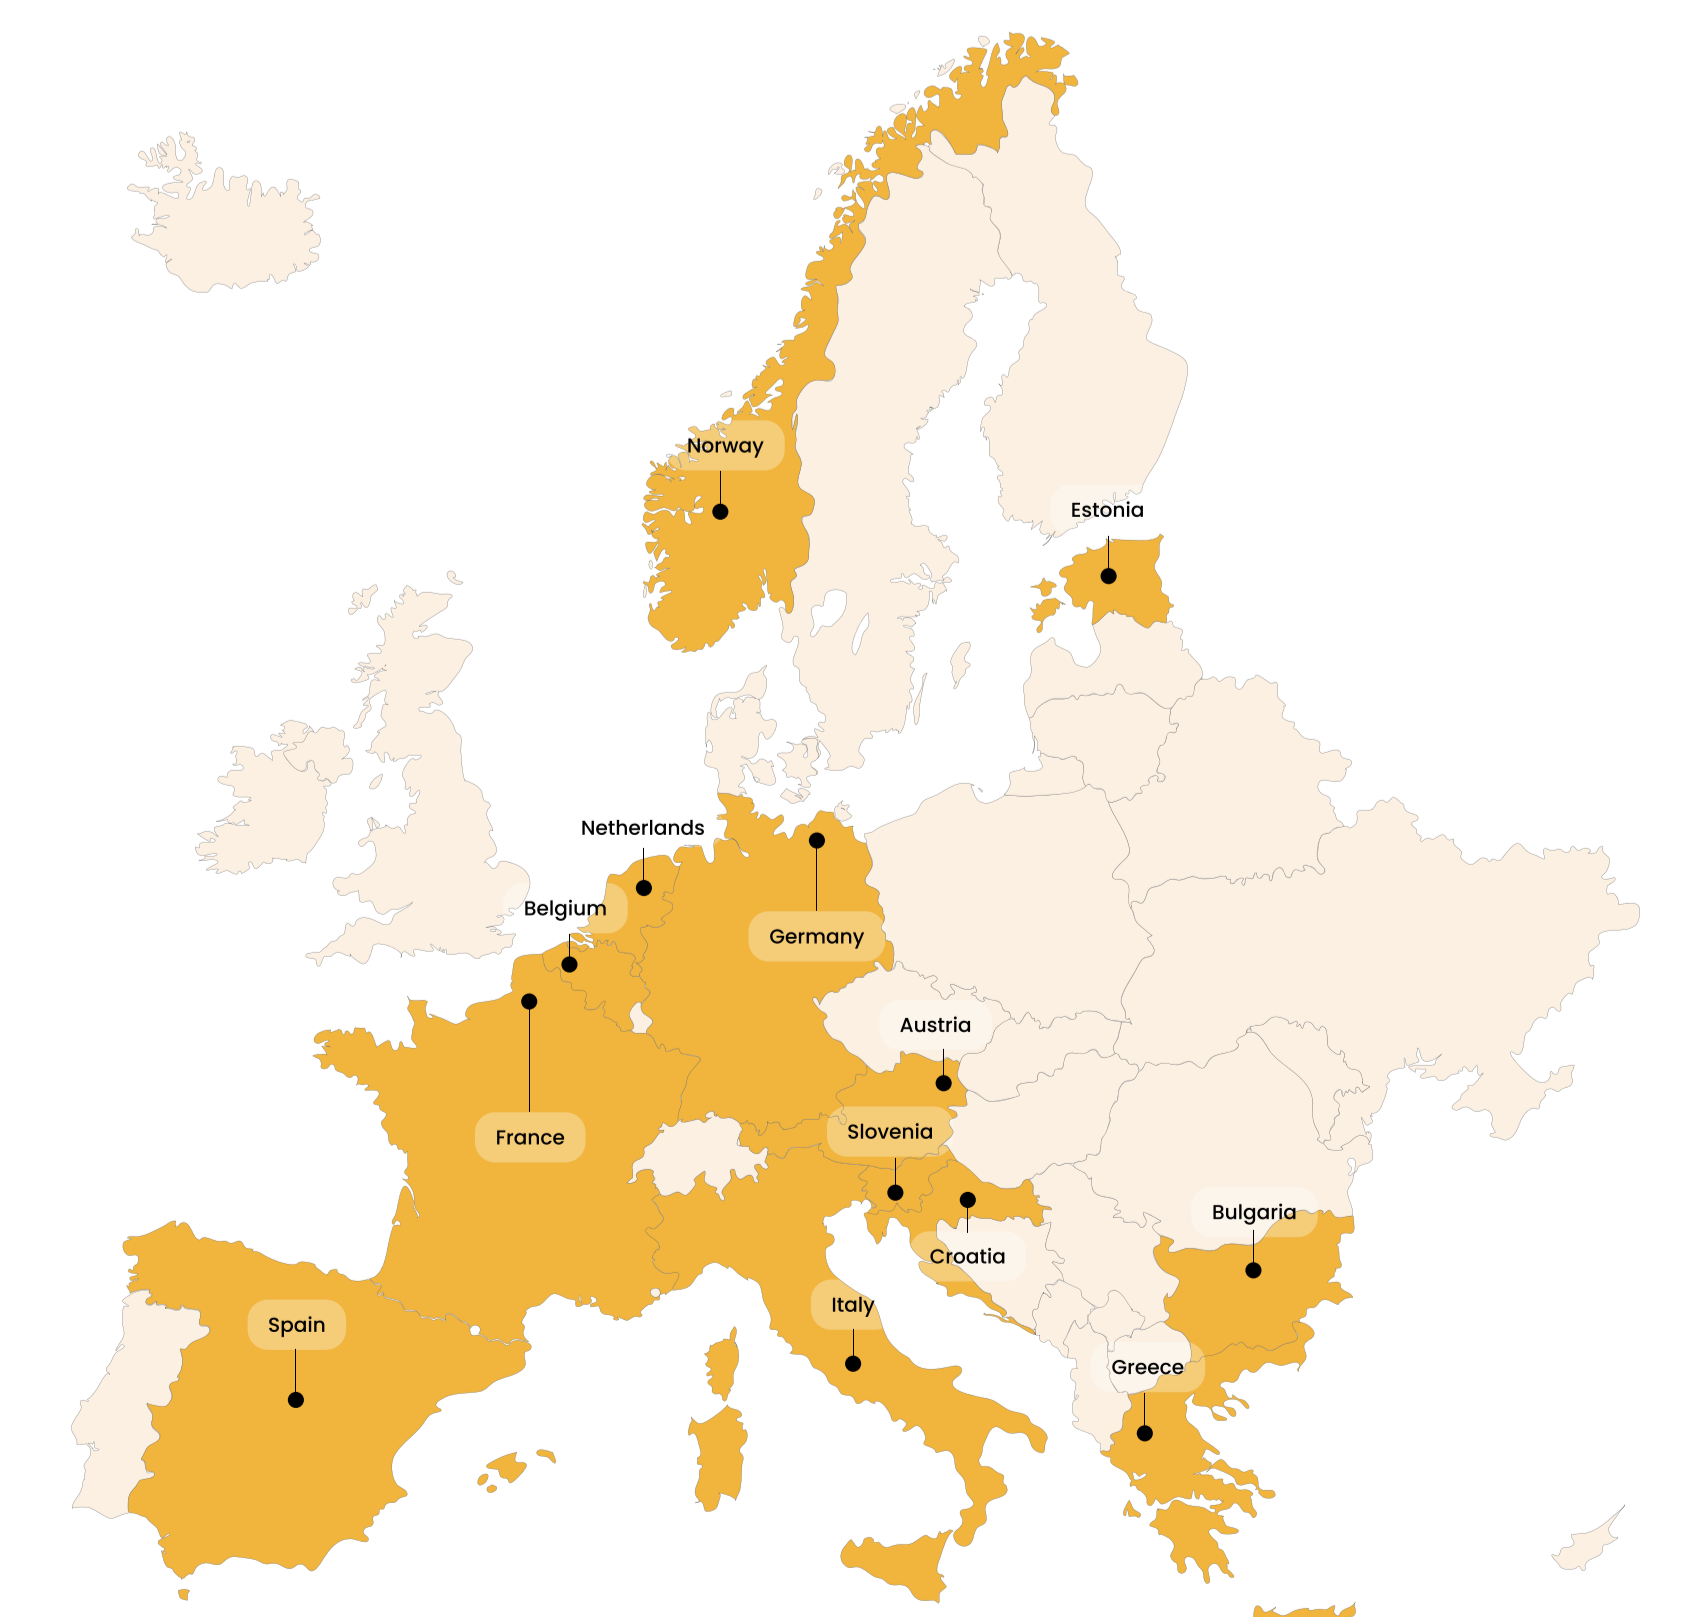 Norway
Estonia
Netherlands
Belgium
Germany
Austria
France
Slovenia
Bulgaria
Croatia
Italy
Spain
Greece